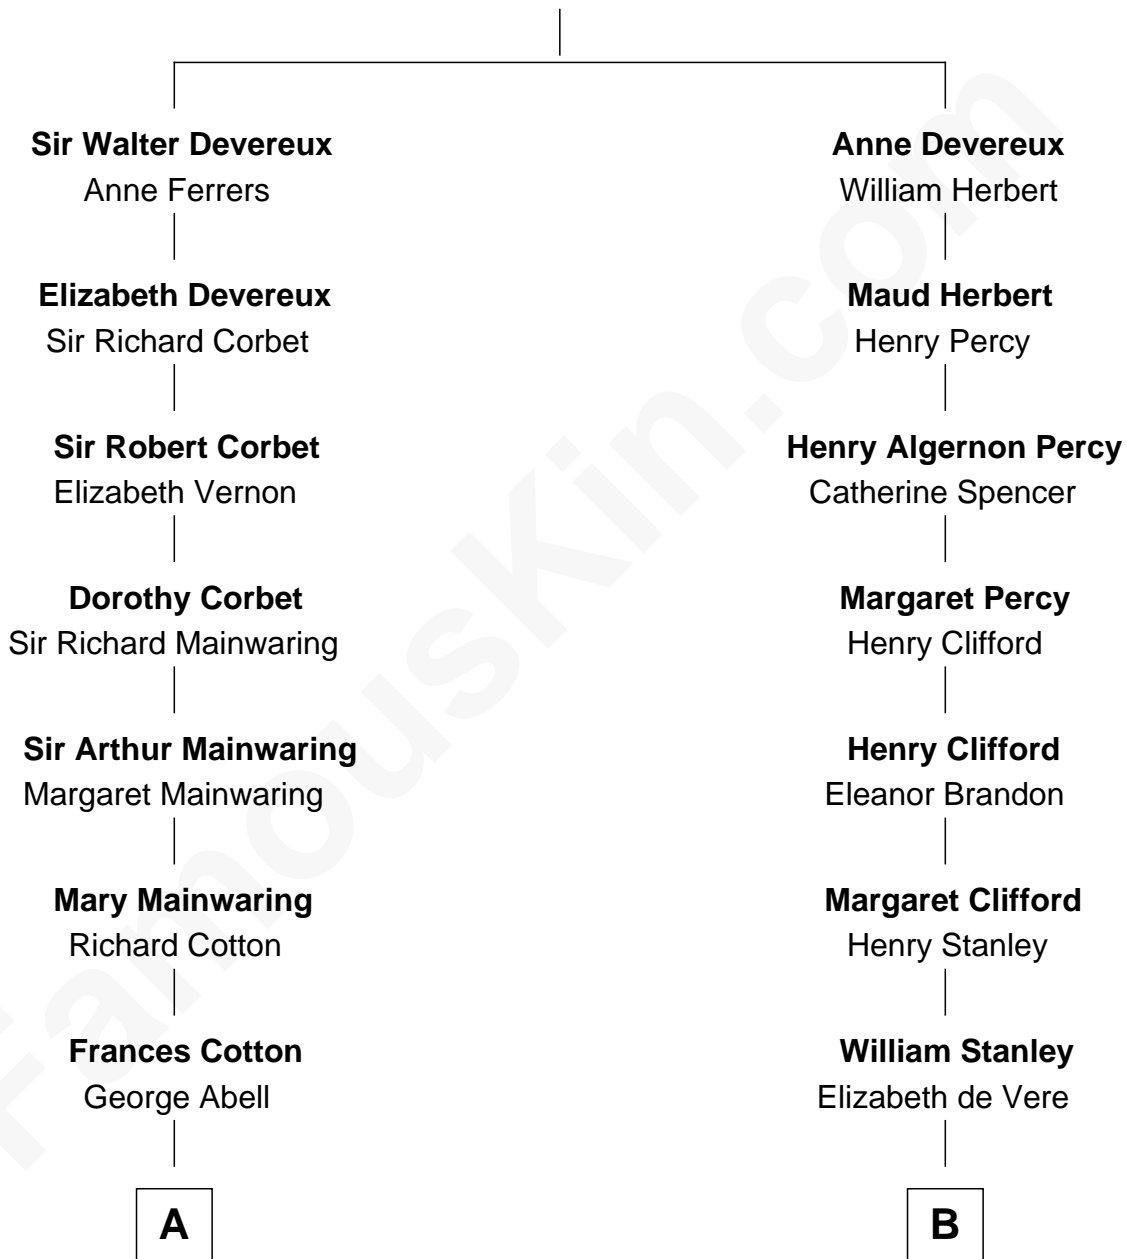 Sir Walter Devereux
Anne Ferrers
Elizabeth Devereux
Sir Richard Corbet
Sir Robert Corbet
Elizabeth Vernon
Dorothy Corbet
Sir Richard Mainwaring
Sir Arthur Mainwaring
Margaret Mainwaring
Mary Mainwaring
Richard Cotton
Frances Cotton
George Abell
A
Anne Devereux
William Herbert
Maud Herbert
Henry Percy
Henry Algernon Percy
Catherine Spencer
Margaret Percy
Henry Clifford
Henry Clifford
Eleanor Brandon
Margaret Clifford
Henry Stanley
William Stanley
Elizabeth de Vere
B
FamousKin.com